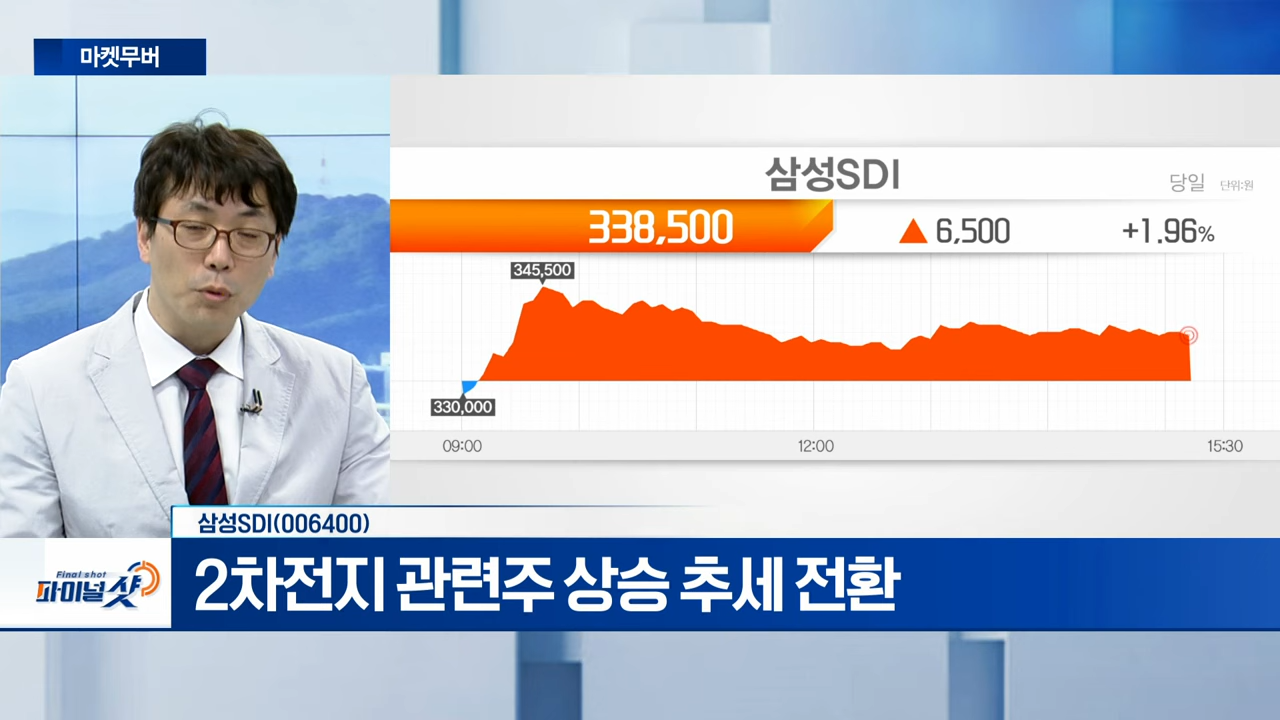 마켓무버
삼성SDI
당일 단위:원
338,500 ▲ 6,500 +1.96%
345,500
330,000
09:00 12:00 15:30
삼성SDI(006400)
Final shot
파이널샷
2차전지 관련주 상승 추세 전환